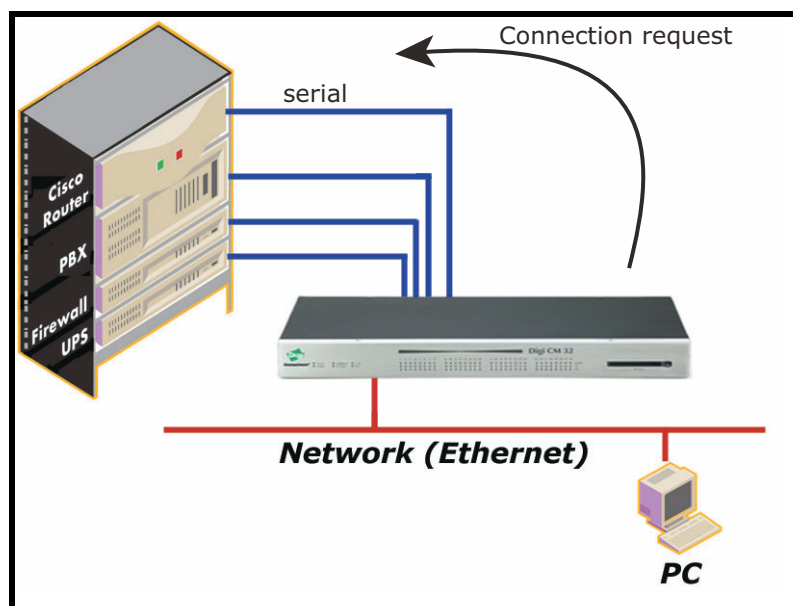 Connection request
serial
Cisco
Router
PBX
Firewall
UPS
Digi CM 32
Network (Ethernet)
PC